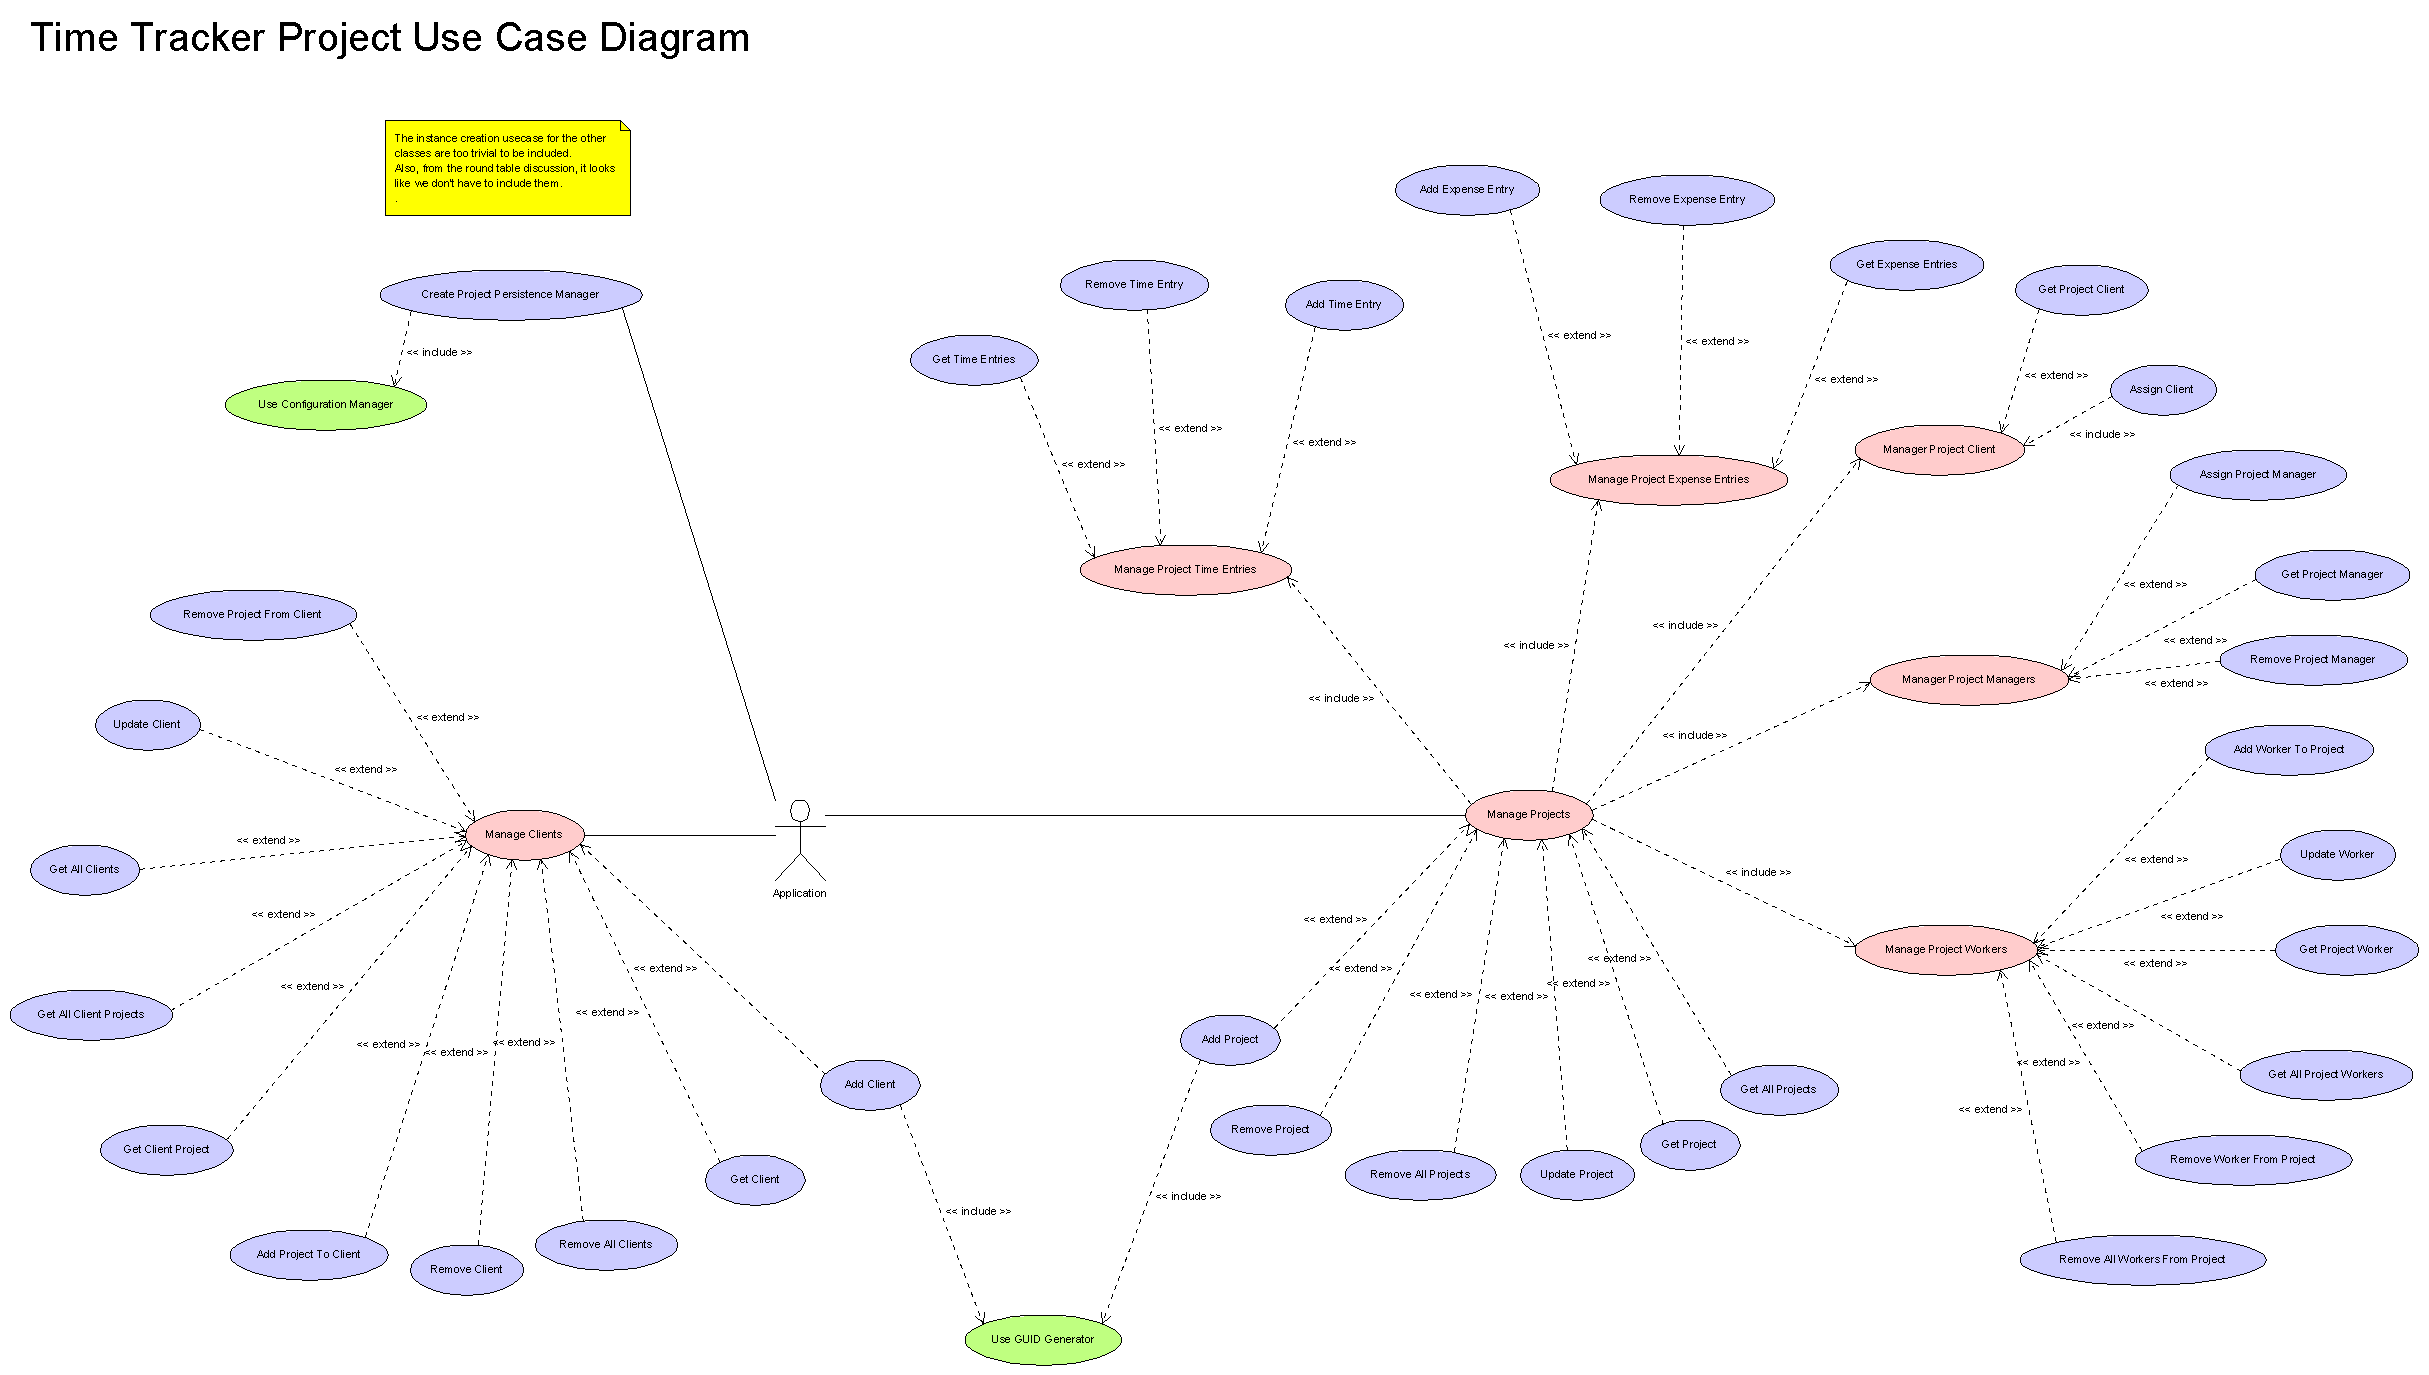 Time Tracker Project Use Case Diagram
The instance creation usecase for the other
classes are too trivial to be included.
Also, from the round table discussion, it looks
like we don't have to include them.
.
Add Expense Entry
Remove Expense Entry
Get Expense Entries
Remove Time Entry
Add Time Entry
Get Project Client
Create Project Persistence Manager
<< extend >>
<< extend >>
<< include >>
Get Time Entries
<< extend >>
<< extend >>
Assign Client
Use Configuration Manager
<< extend >>
<< extend >>
<< include >>
Manager Project Client
<< extend >>
Manage Project Expense Entries
Assign Project Manager
Manage Project Time Entries
Get Project Manager
<< extend >>
Remove Project From Client
<< include >>
<< include >>
<< extend >>
Remove Project Manager
Manager Project Managers
<< extend >>
<< include >>
<< extend >>
Update Client
<< include >>
Add Worker To Project
<< extend >>
Manage Projects
Manage Clients
<< extend >>
Get All Clients
Application
<< include >>
<< extend >>
Update Worker
<< extend >>
<< extend >>
<< extend >>
Manage Project Workers
Get Project Worker
<< extend >>
<< extend >>
<< extend >>
<< extend >>
<< extend >>
<< extend >>
<< extend >>
<< extend >>
<< extend >>
Get All Client Projects
<< extend >>
<< extend >>
<< extend >>
<< extend >>
<< extend >>
Add Project
<< extend >>
Get All Project Workers
Add Client
Get All Projects
<< extend >>
Remove Project
Get Project
Get Client Project
Remove Worker From Project
Get Client
Remove All Projects
Update Project
<< include >>
<< include >>
Add Project To Client
Remove Client
Remove All Clients
Remove All Workers From Project
Use GUID Generator